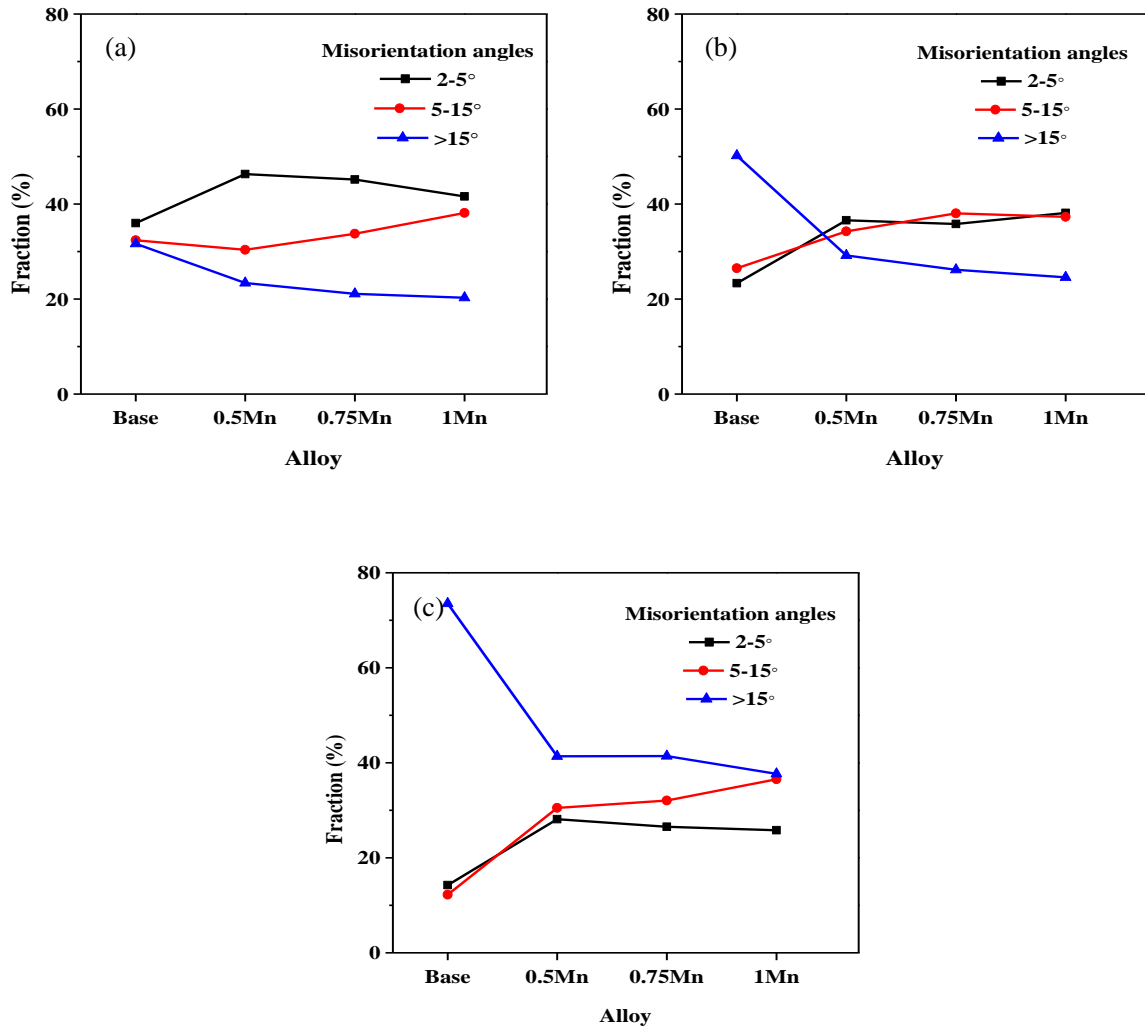 (a)
Misorientation angles
2-5°
5-15°
>15°
80
60
40
20
0
Fraction (%)
Base 0.5Mn 0.75Mn 1Mn
Alloy
(b)
Misorientation angles
2-5°
5-15°
>15°
80
60
40
20
0
Fraction (%)
Base 0.5Mn 0.75Mn 1Mn
Alloy
(c)
Misorientation angles
2-5°
5-15°
>15°
80
60
40
20
0
Fraction (%)
Base 0.5Mn 0.75Mn 1Mn
Alloy